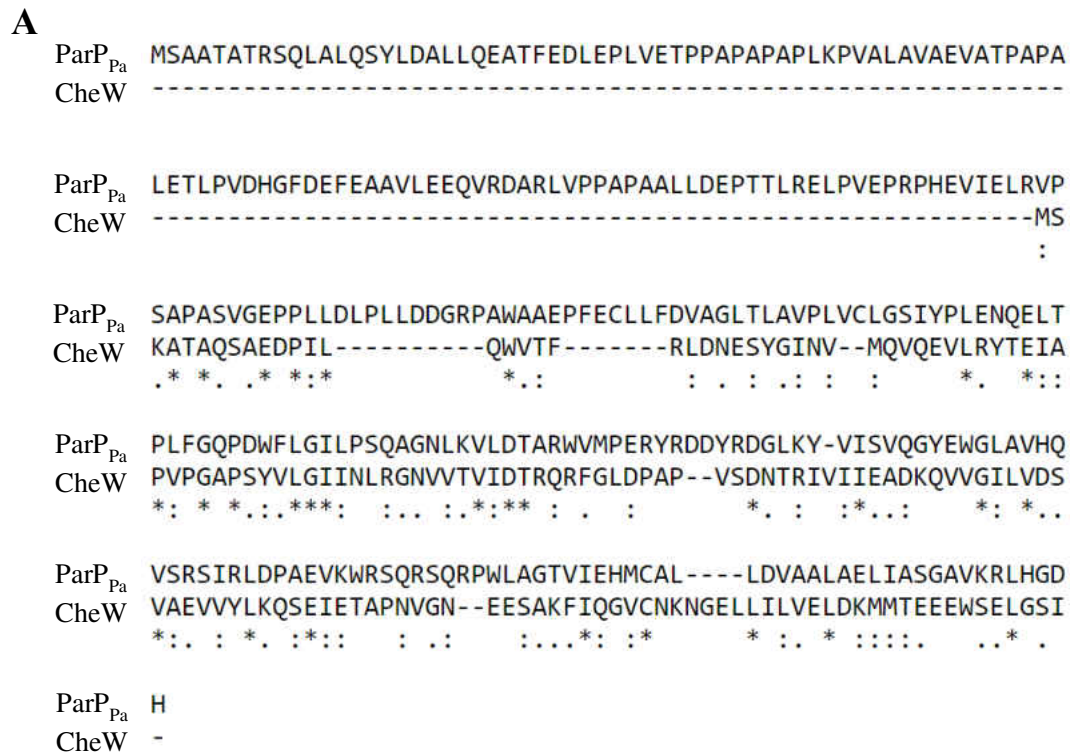 A
ParP_Pa MSAATATRSQLALQSYLDALLQEATFEDLEPLVETPPAPAPAPLKPVALAVAEVATPAPA
CheW ------------------------------------------------------------
ParP_Pa LETLPVDHGFDEFEAAVLEEQVRDARLVPPAPAALLDEPTTLRELPVEPRPHEVIELRVP
CheW ----------------------------------------------------------MS
:
ParP_Pa SAPASVGEPPLLDLPLLDDGRPAWAAEPFECLLFDVAGLTLAVPLVCLGSIYPLENQELT
CheW KATAQSAEDPIL----------QWVTF-------RLDNESYGINV--MQVQEVLRYTEIA
.* *. .* *:* *.: : . : .: : : *. *::
ParP_Pa PLFGQPDWFLGILPSQAGNLKVLDTARWVMPERYRDDYRDGLKY-VISVQGYEWGLAVHQ
CheW PVPGAPSYVLGIINLRGNVVTVIDTRQRFGLDPAP--VSDNTRIVIIEADKQVVGILVDS
*: * *.:.***: :.. :.*:** : . : *. : :*..: *: *..
ParP_Pa VSRSIRLDPAEVKWRSQRSQRPWLAGTVIEHMCAL----LDVAALAELIASGAVKRLHGD
CheW VAEVVYLKQSEIETAPNVGN--EESAKFIQGVCNKNGELLILVELDKMMTEEEWSELGSI
*:. : *. :*:: : .: :...*: :* * :. * ::::. ..* .
ParP_Pa H
CheW -